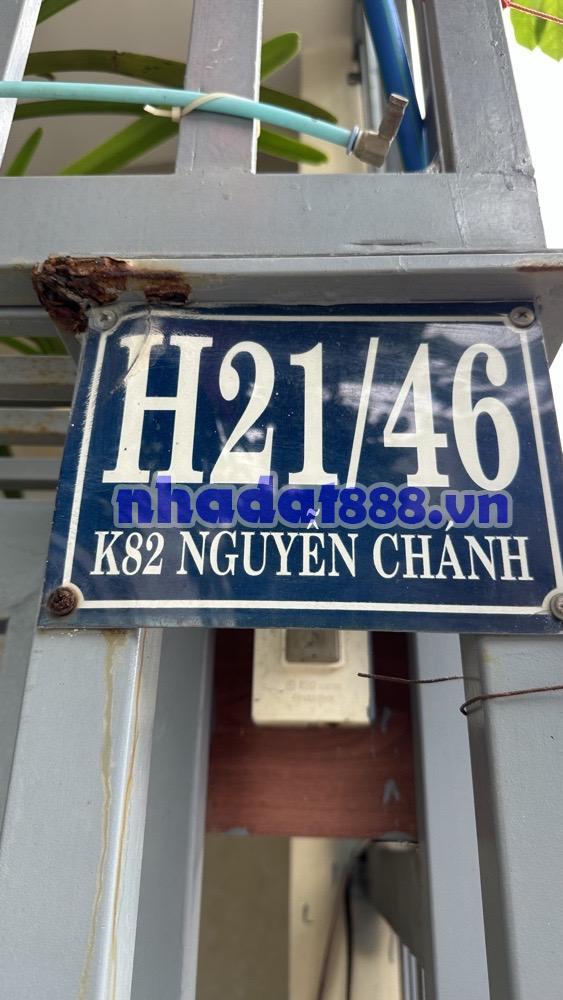 H21/46
nhadat888.vn
K82 NGUYỄN CHÁNH